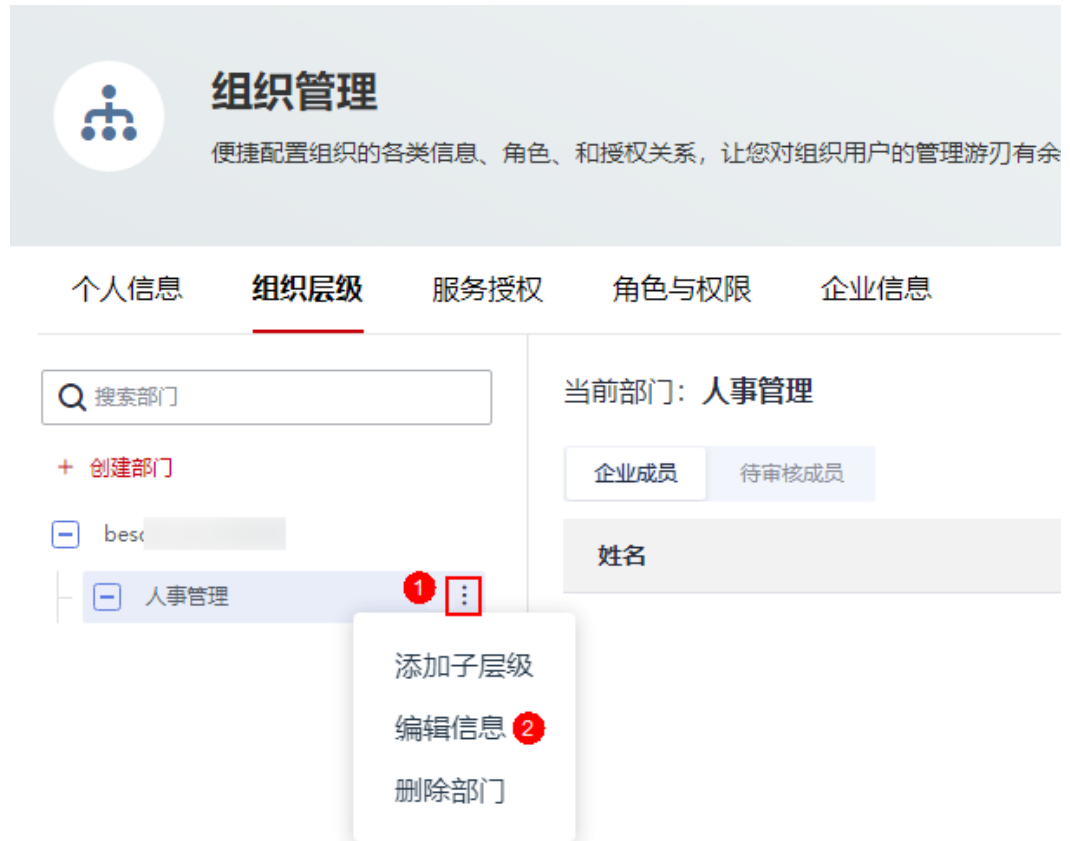 组织管理
便捷配置组织的各类信息、角色、和授权关系，让您对组织用户的管理游刃有余
个人信息 组织层级 服务授权 角色与权限 企业信息
搜索部门
当前部门：人事管理
+ 创建部门
企业成员 待审核成员
姓名
人事管理 1
添加子层级
编辑信息 2
删除部门